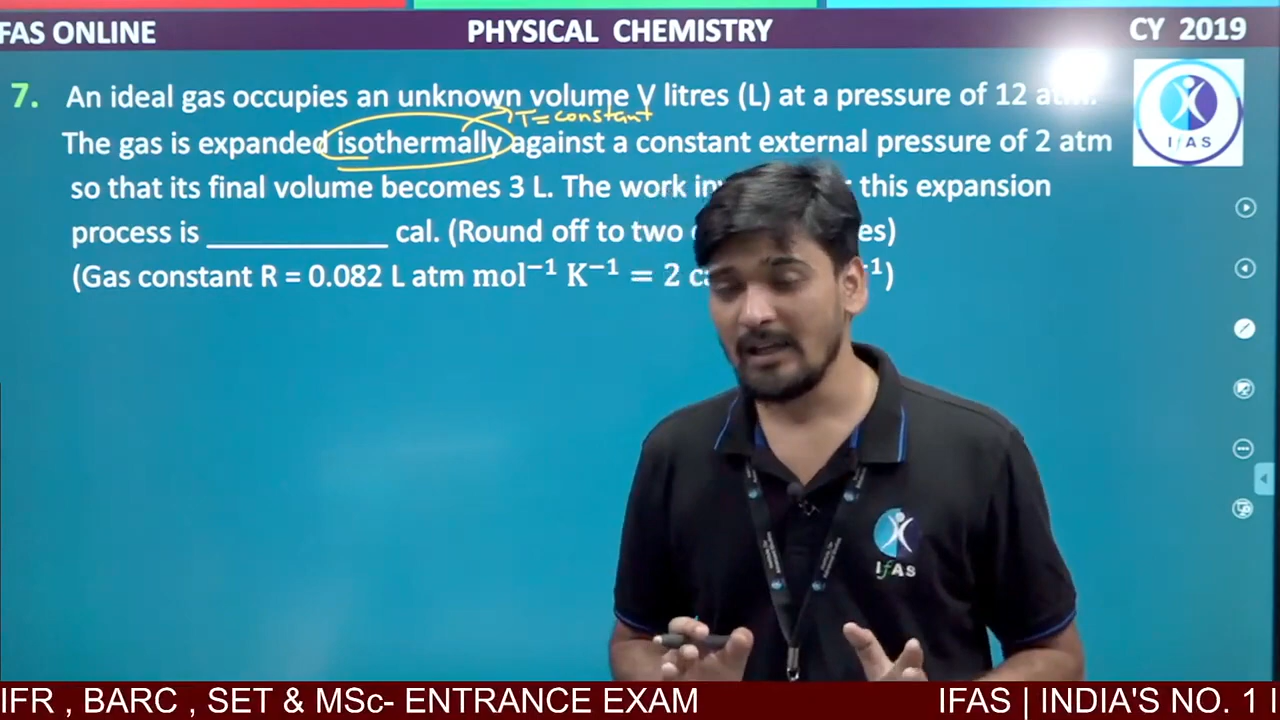 FAS ONLINE PHYSICAL CHEMISTRY CY 2019
7. An ideal gas occupies an unknown volume V litres (L) at a pressure of 12 atm.
T = constant
The gas is expanded isothermally against a constant external pressure of 2 atm
IFAS
so that its final volume becomes 3 L. The work this expansion
process is __________ cal. (Round off to two
(Gas constant R = 0.082 L atm mol⁻¹ K⁻¹ = 2
IfAS
IFR , BARC , SET & MSc- ENTRANCE EXAM IFAS | INDIA'S NO. 1